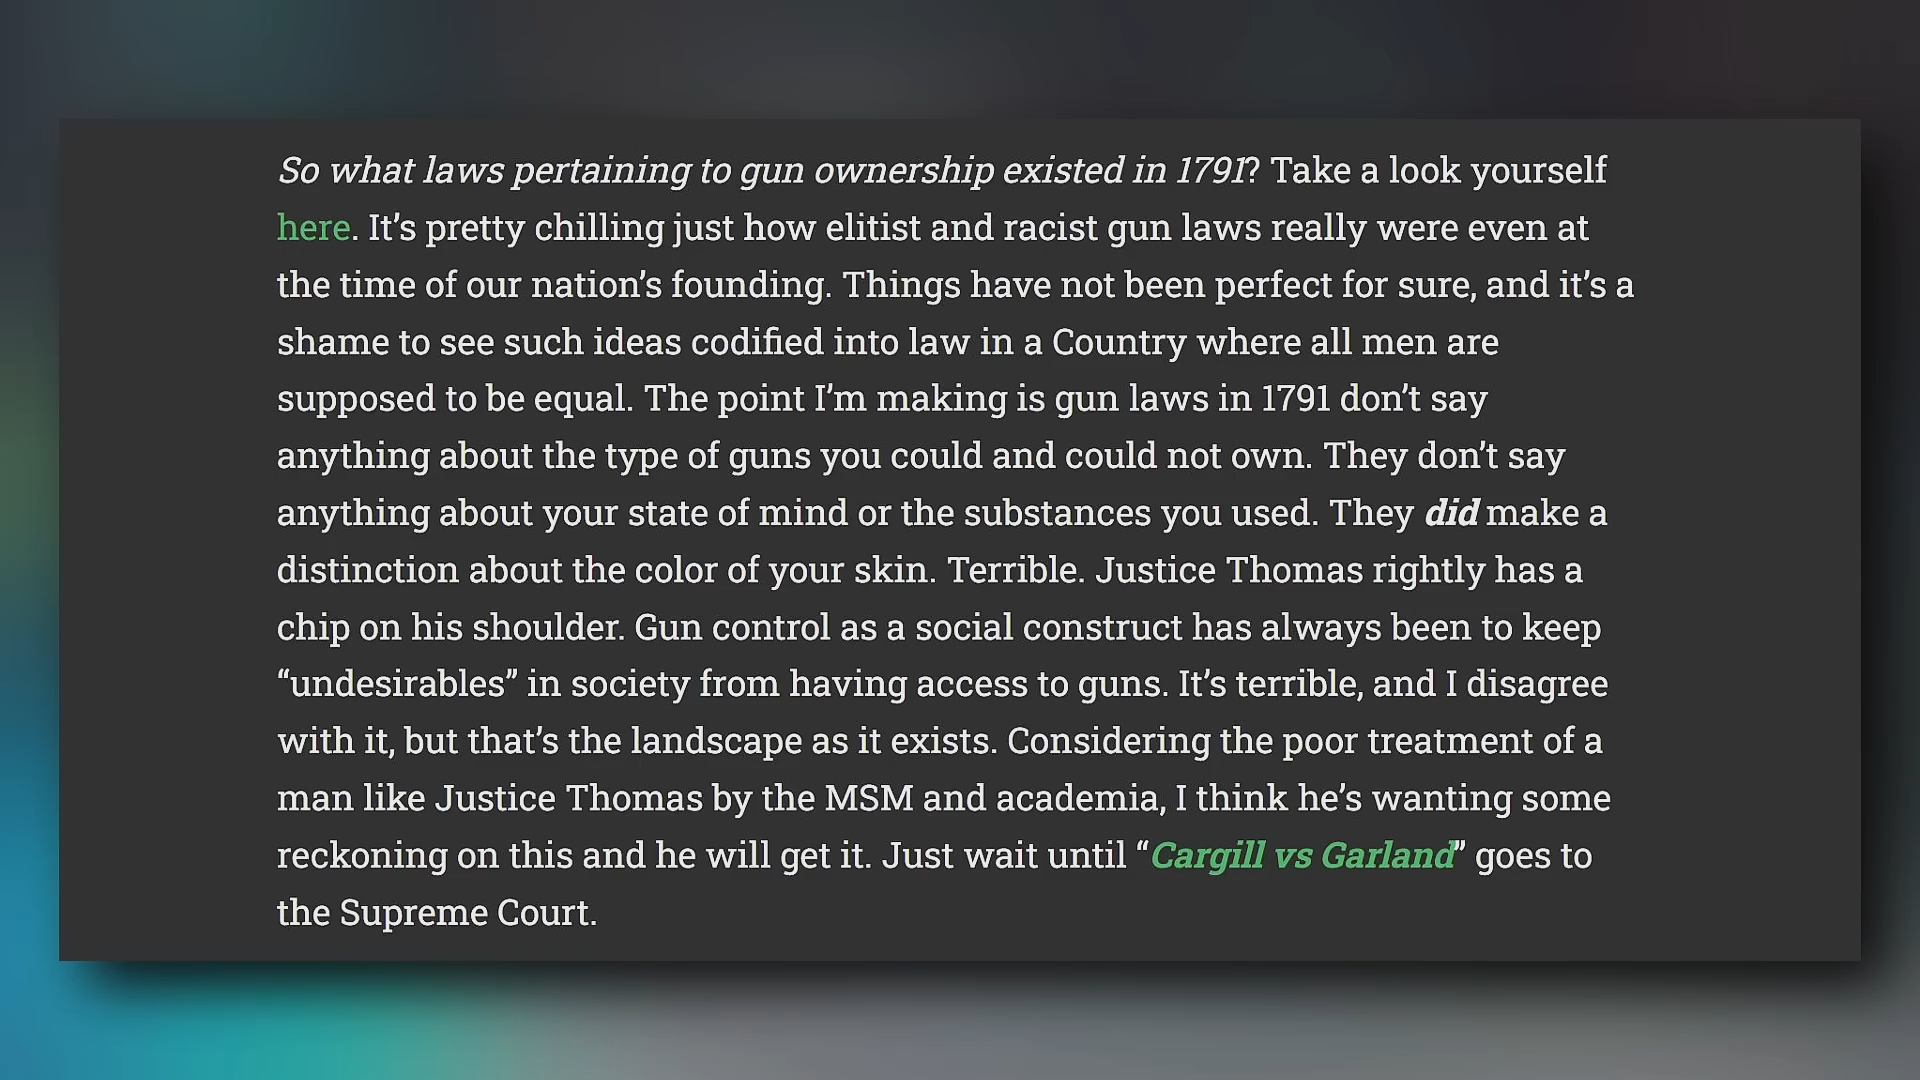 So what laws pertaining to gun ownership existed in 1791? Take a look yourself
here. It’s pretty chilling just how elitist and racist gun laws really were even at
the time of our nation’s founding. Things have not been perfect for sure, and it’s a
shame to see such ideas codified into law in a Country where all men are
supposed to be equal. The point I’m making is gun laws in 1791 don’t say
anything about the type of guns you could and could not own. They don’t say
anything about your state of mind or the substances you used. They did make a
distinction about the color of your skin. Terrible. Justice Thomas rightly has a
chip on his shoulder. Gun control as a social construct has always been to keep
“undesirables” in society from having access to guns. It’s terrible, and I disagree
with it, but that’s the landscape as it exists. Considering the poor treatment of a
man like Justice Thomas by the MSM and academia, I think he’s wanting some
reckoning on this and he will get it. Just wait until “Cargill vs Garland” goes to
the Supreme Court.